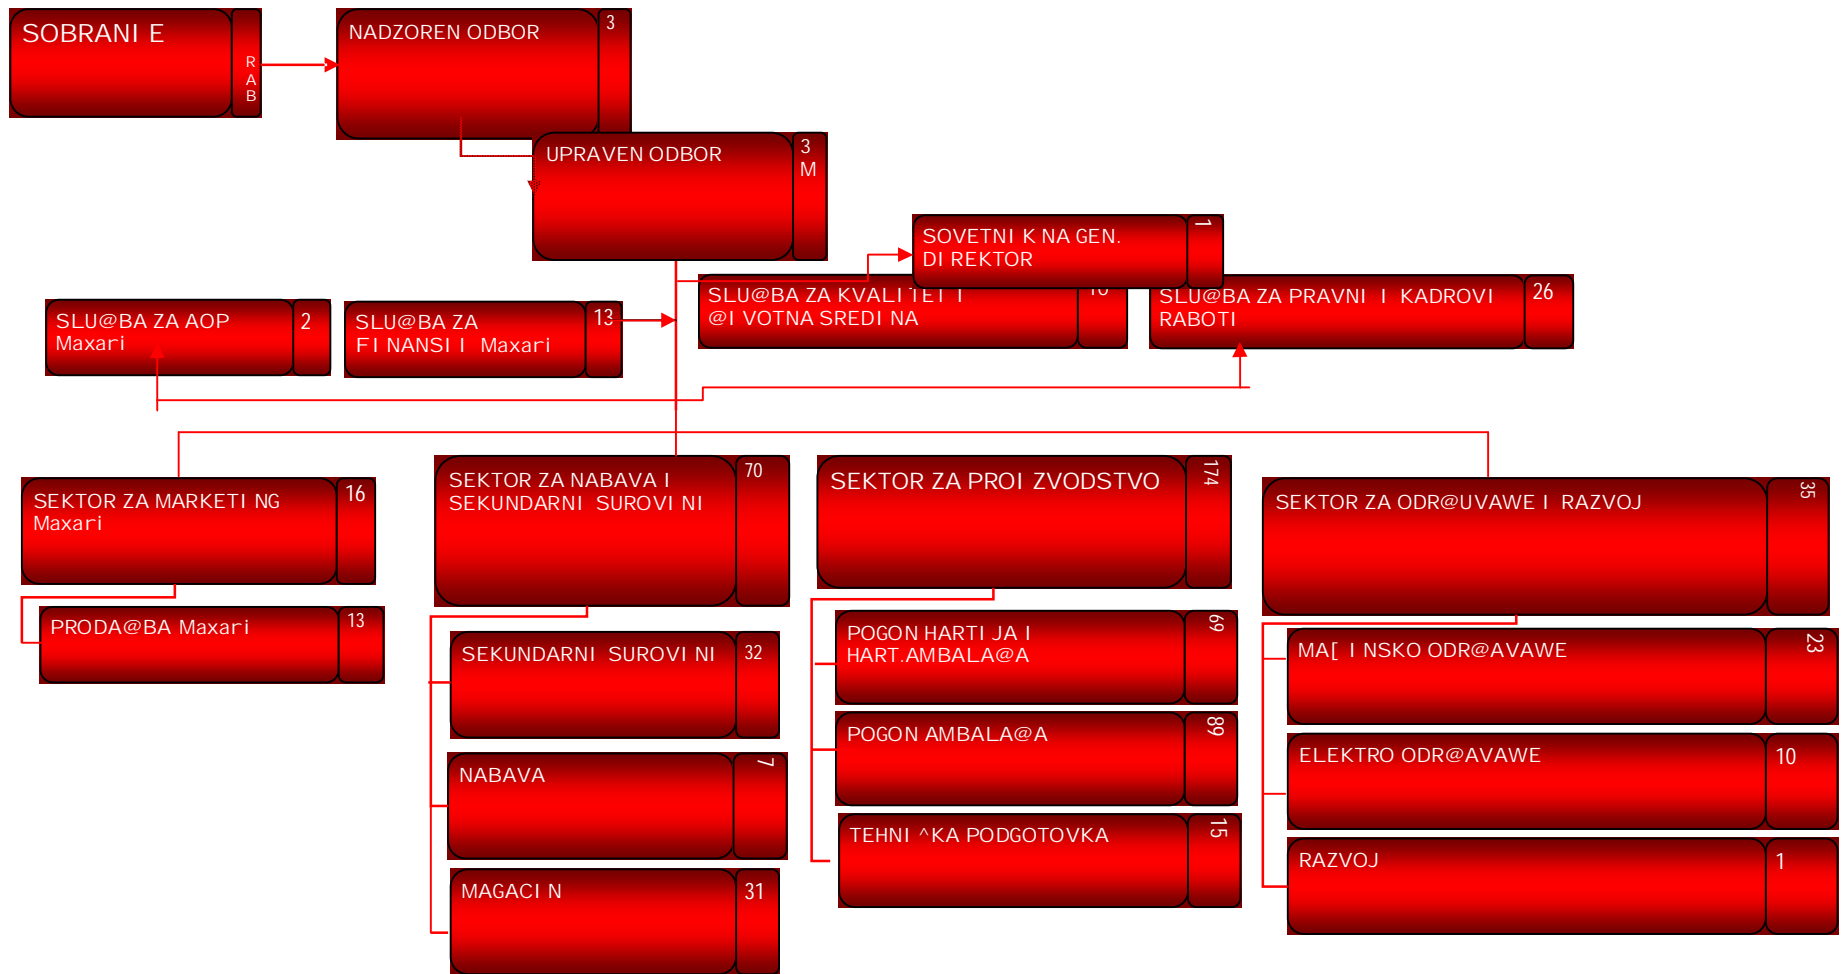 SOBRANI E
R
A
B
NADZOREN ODBOR
3
UPRAVEN ODBOR
3
M
SOVETNI K NA GEN.
DI REKTOR
1
SLU@BA ZA AOP
Maxari
2
SLU@BA ZA
FI NANSI I Maxari
13
SLU@BA ZA KVALI TET I
@I VOTNA SREDI NA
SLU@BA ZA PRAVNI I KADROVI
RABOTI
26
SEKTOR ZA MARKETI NG
Maxari
16
PRODA@BA Maxari
13
SEKTOR ZA NABAVA I
SEKUNDARNI SUROVI NI
70
SEKUNDARNI SUROVI NI
32
NABAVA
7
MAGACI N
31
SEKTOR ZA PROI ZVODSTVO
174
POGON HARTI JA I
HART.AMBALA@A
69
POGON AMBALA@A
89
TEHNI ^KA PODGOTOVKA
15
SEKTOR ZA ODR@UVAWE I RAZVOJ
35
MA[ I NSKO ODR@AVAWE
23
ELEKTRO ODR@AVAWE
10
RAZVOJ
1